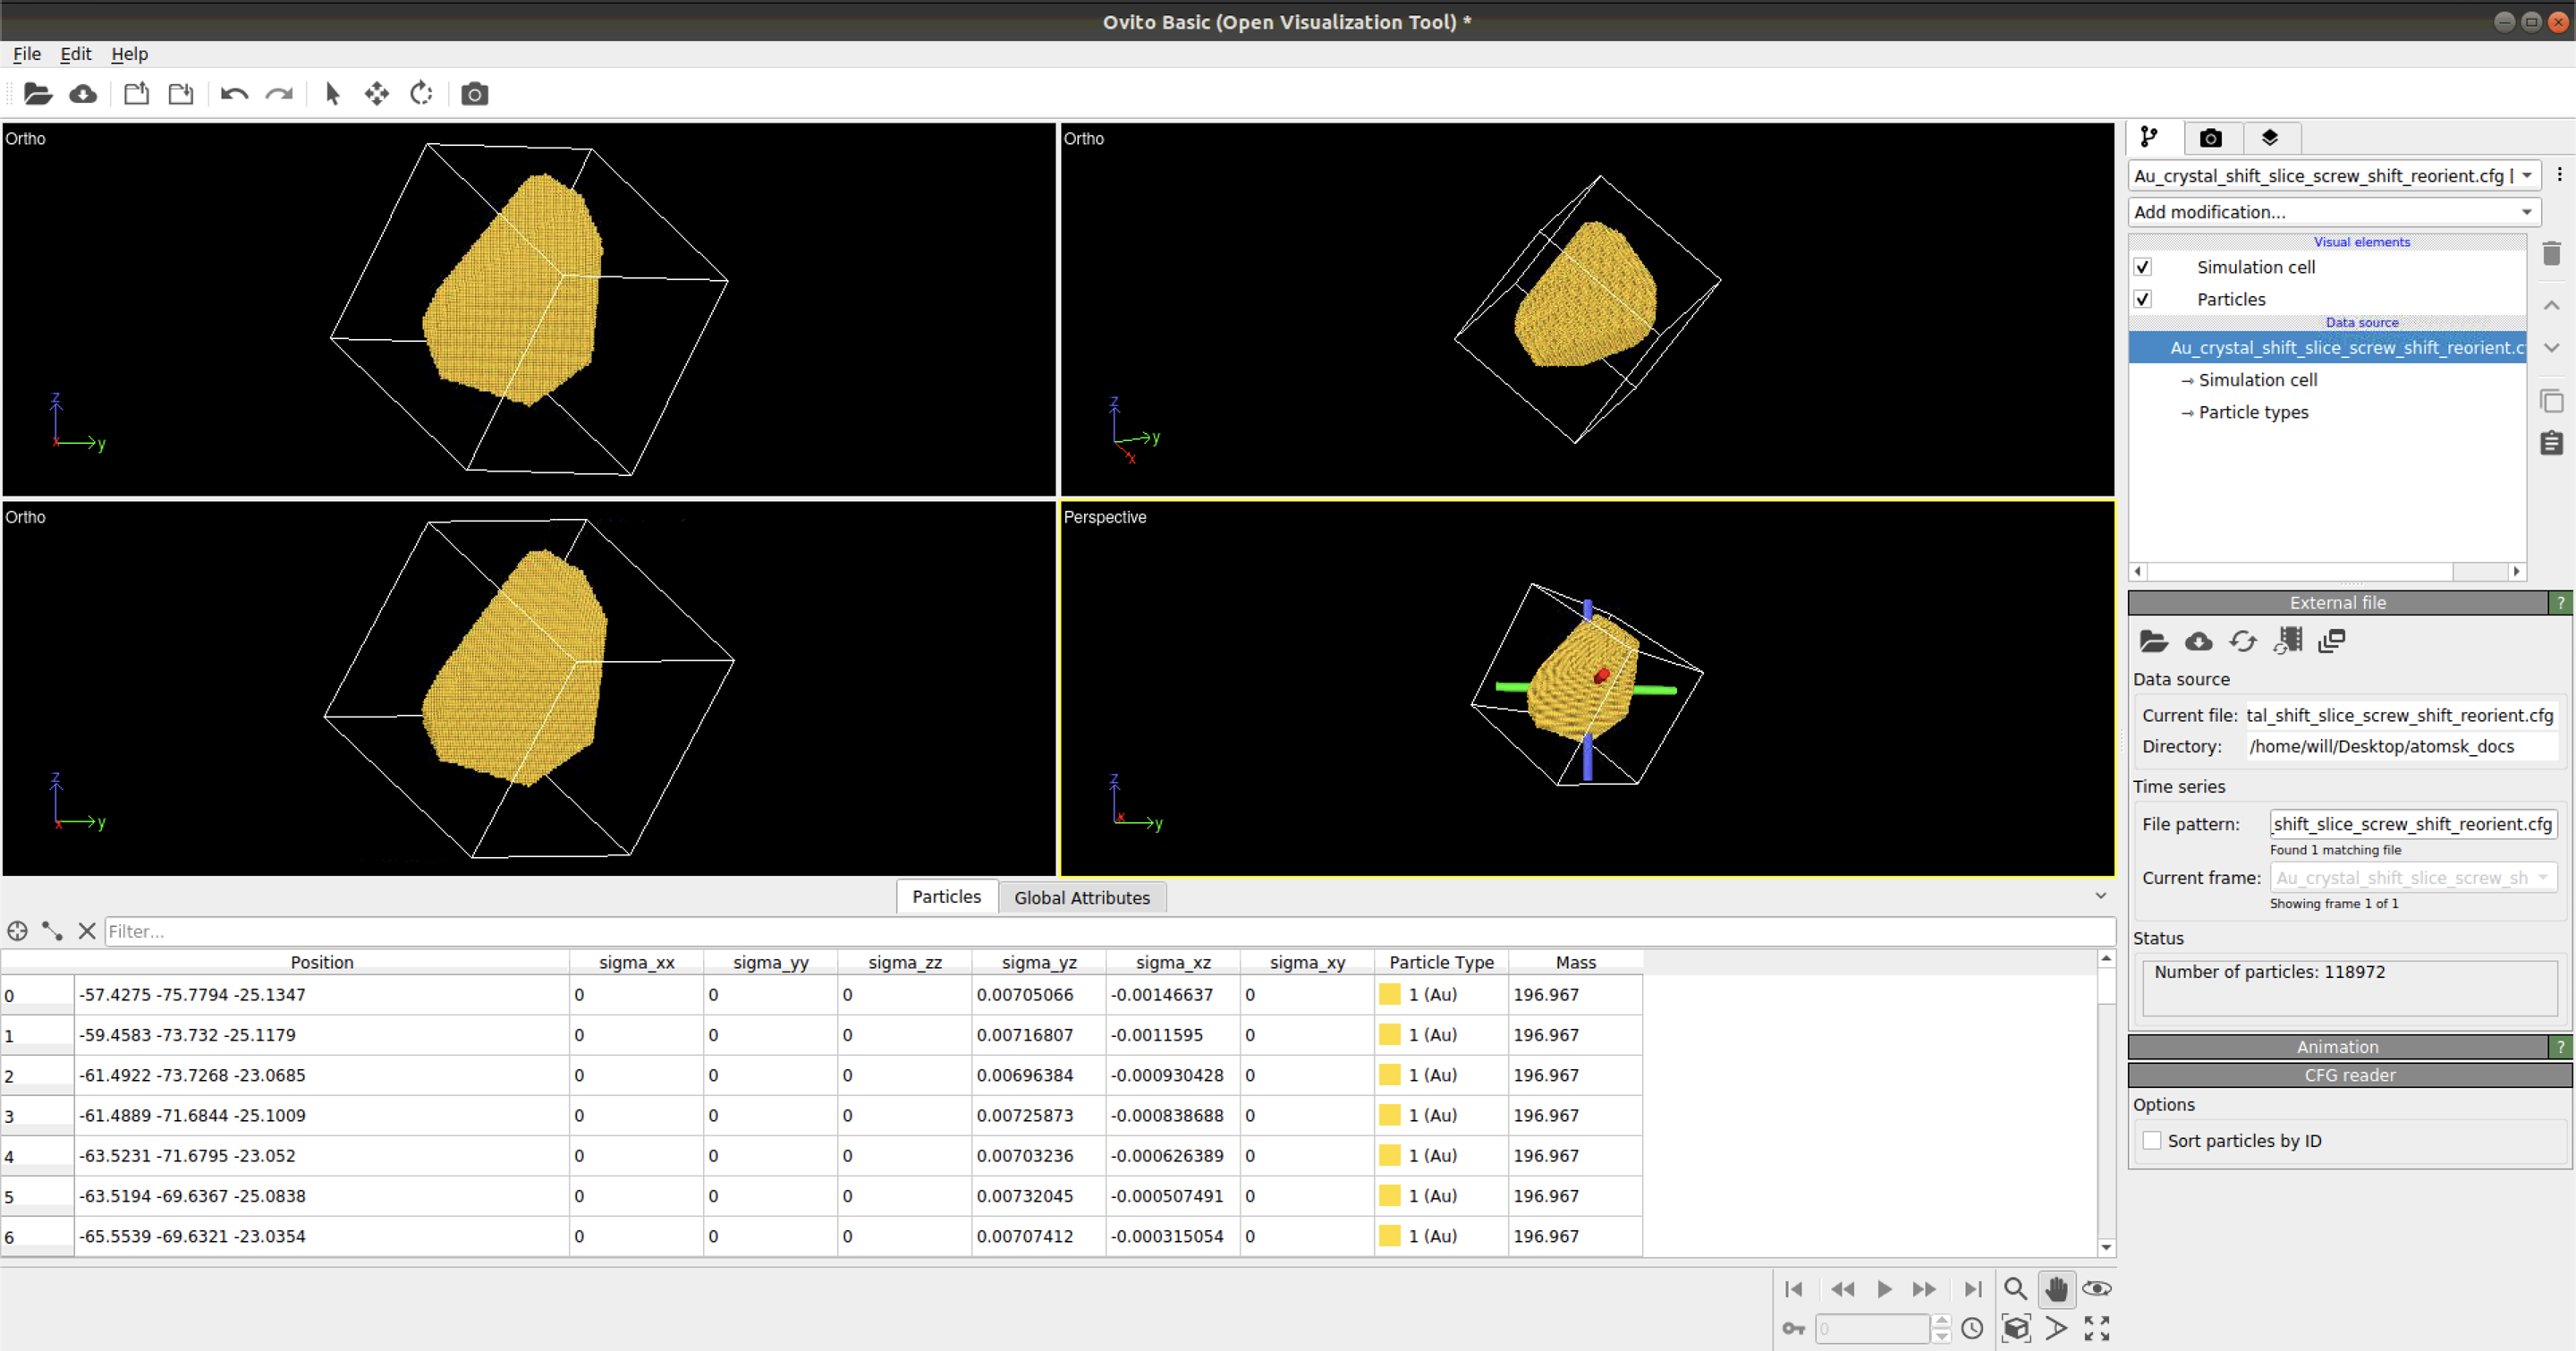 Ovito Basic (Open Visualization Tool) *
File Edit Help
Ortho
z
y
x
Ortho
z
y
x
Ortho
z
y
x
Perspective
z
y
x
Particles Global Attributes
Filter...
Position sigma_xx sigma_yy sigma_zz sigma_yz sigma_xz sigma_xy Particle Type Mass
0 -57.4275 -75.7794 -25.1347 0 0 0 0.00705066 -0.00146637 0 1 (Au) 196.967
1 -59.4583 -73.732 -25.1179 0 0 0 0.00716807 -0.0011595 0 1 (Au) 196.967
2 -61.4922 -73.7268 -23.0685 0 0 0 0.00696384 -0.000930428 0 1 (Au) 196.967
3 -61.4889 -71.6844 -25.1009 0 0 0 0.00725873 -0.000838688 0 1 (Au) 196.967
4 -63.5231 -71.6795 -23.052 0 0 0 0.00703236 -0.000626389 0 1 (Au) 196.967
5 -63.5194 -69.6367 -25.0838 0 0 0 0.00732045 -0.000507491 0 1 (Au) 196.967
6 -65.5539 -69.6321 -23.0354 0 0 0 0.00707412 -0.000315054 0 1 (Au) 196.967
0
Au_crystal_shift_slice_screw_shift_reorient.cfg [
Add modification...
Visual elements
Simulation cell
Particles
Data source
Au_crystal_shift_slice_screw_shift_reorient.c
→ Simulation cell
→ Particle types
External file ?
Data source
Current file: tal_shift_slice_screw_shift_reorient.cfg
Directory: /home/will/Desktop/atomsk_docs
Time series
File pattern: _shift_slice_screw_shift_reorient.cfg
Found 1 matching file
Current frame: Au_crystal_shift_slice_screw_sh
Showing frame 1 of 1
Status
Number of particles: 118972
Animation ?
CFG reader
Options
Sort particles by ID